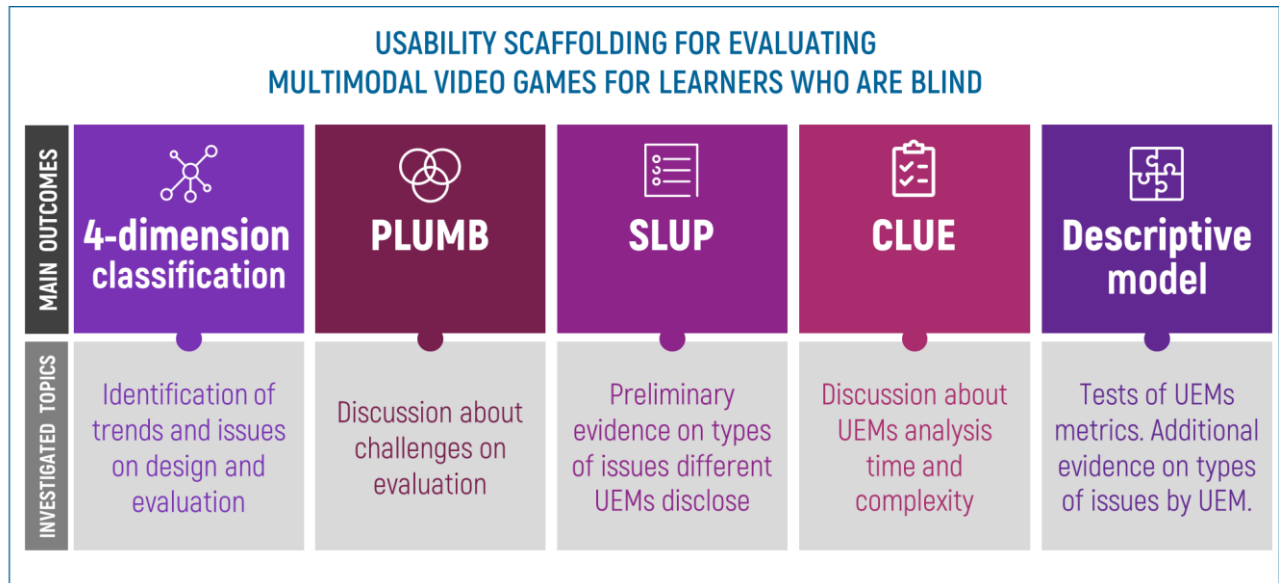 USABILITY SCAFFOLDING FOR EVALUATING
MULTIMODAL VIDEO GAMES FOR LEARNERS WHO ARE BLIND
MAIN OUTCOMES
4-dimension
classification
PLUMB
SLUP
CLUE
Descriptive
model
INVESTIGATED TOPICS
Identification of
trends and issues
on design and
evaluation
Discussion about
challenges on
evaluation
Preliminary
evidence on types
of issues different
UEMs disclose
Discussion about
UEMs analysis
time and
complexity
Tests of UEMs
metrics. Additional
evidence on types
of issues by UEM.